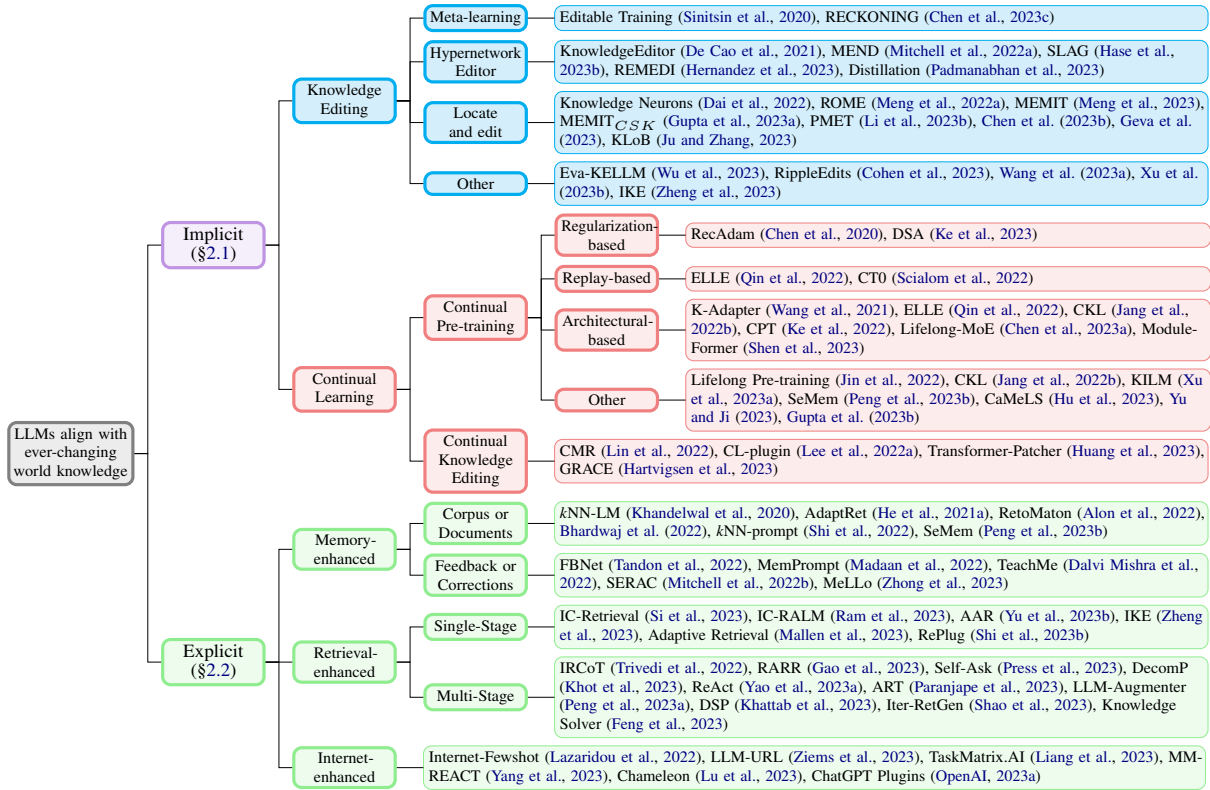 Meta-learning
Editable Training (Sinitsin et al., 2020), RECKONING (Chen et al., 2023c)
Hypernetwork
Editor
KnowledgeEditor (De Cao et al., 2021), MEND (Mitchell et al., 2022a), SLAG (Hase et al.,
2023b), REMEDI (Hernandez et al., 2023), Distillation (Padmanabhan et al., 2023)
Knowledge
Editing
Locate
and edit
Knowledge Neurons (Dai et al., 2022), ROME (Meng et al., 2022a), MEMIT (Meng et al., 2023),
MEMIT_CSK (Gupta et al., 2023a), PMET (Li et al., 2023b), Chen et al. (2023b), Geva et al.
(2023), KLoB (Ju and Zhang, 2023)
Other
Eva-KELLM (Wu et al., 2023), RippleEdits (Cohen et al., 2023), Wang et al. (2023a), Xu et al.
(2023b), IKE (Zheng et al., 2023)
Implicit
(§2.1)
Regularization-
based
RecAdam (Chen et al., 2020), DSA (Ke et al., 2023)
Replay-based
ELLE (Qin et al., 2022), CT0 (Scialom et al., 2022)
Continual
Pre-training
Architectural-
based
K-Adapter (Wang et al., 2021), ELLE (Qin et al., 2022), CKL (Jang et al.,
2022b), CPT (Ke et al., 2022), Lifelong-MoE (Chen et al., 2023a), Module-
Former (Shen et al., 2023)
Continual
Learning
Other
Lifelong Pre-training (Jin et al., 2022), CKL (Jang et al., 2022b), KILM (Xu
et al., 2023a), SeMem (Peng et al., 2023b), CaMeLS (Hu et al., 2023), Yu
and Ji (2023), Gupta et al. (2023b)
LLMs align with
ever-changing
world knowledge
Continual
Knowledge
Editing
CMR (Lin et al., 2022), CL-plugin (Lee et al., 2022a), Transformer-Patcher (Huang et al., 2023),
GRACE (Hartvigsen et al., 2023)
Corpus or
Documents
kNN-LM (Khandelwal et al., 2020), AdaptRet (He et al., 2021a), RetoMaton (Alon et al., 2022),
Bhardwaj et al. (2022), kNN-prompt (Shi et al., 2022), SeMem (Peng et al., 2023b)
Memory-
enhanced
Feedback or
Corrections
FBNet (Tandon et al., 2022), MemPrompt (Madaan et al., 2022), TeachMe (Dalvi Mishra et al.,
2022), SERAC (Mitchell et al., 2022b), MeLLo (Zhong et al., 2023)
Single-Stage
IC-Retrieval (Si et al., 2023), IC-RALM (Ram et al., 2023), AAR (Yu et al., 2023b), IKE (Zheng
et al., 2023), Adaptive Retrieval (Mallen et al., 2023), RePlug (Shi et al., 2023b)
Explicit
(§2.2)
Retrieval-
enhanced
Multi-Stage
IRCoT (Trivedi et al., 2022), RARR (Gao et al., 2023), Self-Ask (Press et al., 2023), DecomP
(Khot et al., 2023), ReAct (Yao et al., 2023a), ART (Paranjape et al., 2023), LLM-Augmenter
(Peng et al., 2023a), DSP (Khattab et al., 2023), Iter-RetGen (Shao et al., 2023), Knowledge
Solver (Feng et al., 2023)
Internet-
enhanced
Internet-Fewshot (Lazaridou et al., 2022), LLM-URL (Ziems et al., 2023), TaskMatrix.AI (Liang et al., 2023), MM-
REACT (Yang et al., 2023), Chameleon (Lu et al., 2023), ChatGPT Plugins (OpenAI, 2023a)